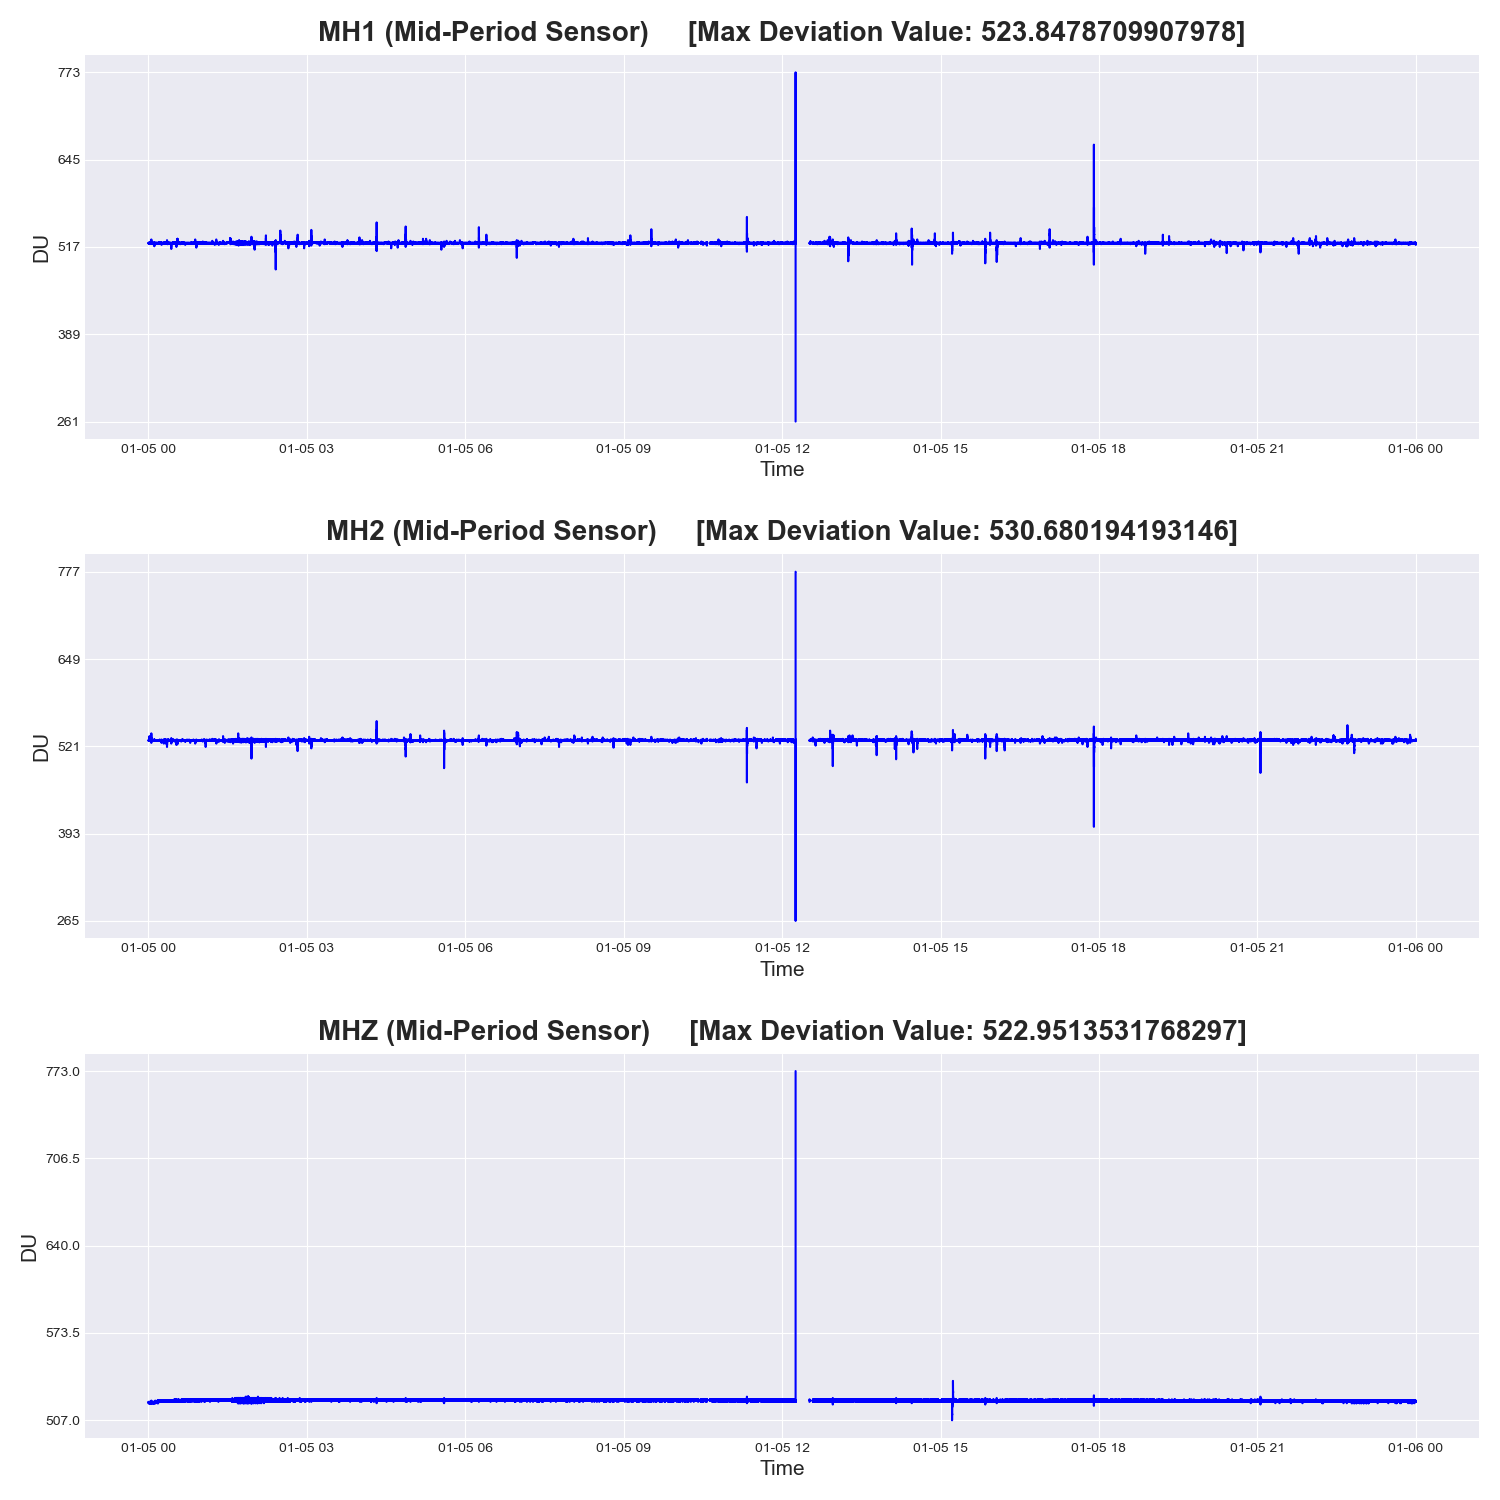 MH1 (Mid-Period Sensor) [Max Deviation Value: 523.8478709907978]
773
645
517
389
261
DU
01-05 00 01-05 03 01-05 06 01-05 09 01-05 12 01-05 15 01-05 18 01-05 21 01-06 00
Time
MH2 (Mid-Period Sensor) [Max Deviation Value: 530.680194193146]
777
649
521
393
265
DU
01-05 00 01-05 03 01-05 06 01-05 09 01-05 12 01-05 15 01-05 18 01-05 21 01-06 00
Time
MHZ (Mid-Period Sensor) [Max Deviation Value: 522.9513531768297]
773.0
706.5
640.0
573.5
507.0
DU
01-05 00 01-05 03 01-05 06 01-05 09 01-05 12 01-05 15 01-05 18 01-05 21 01-06 00
Time